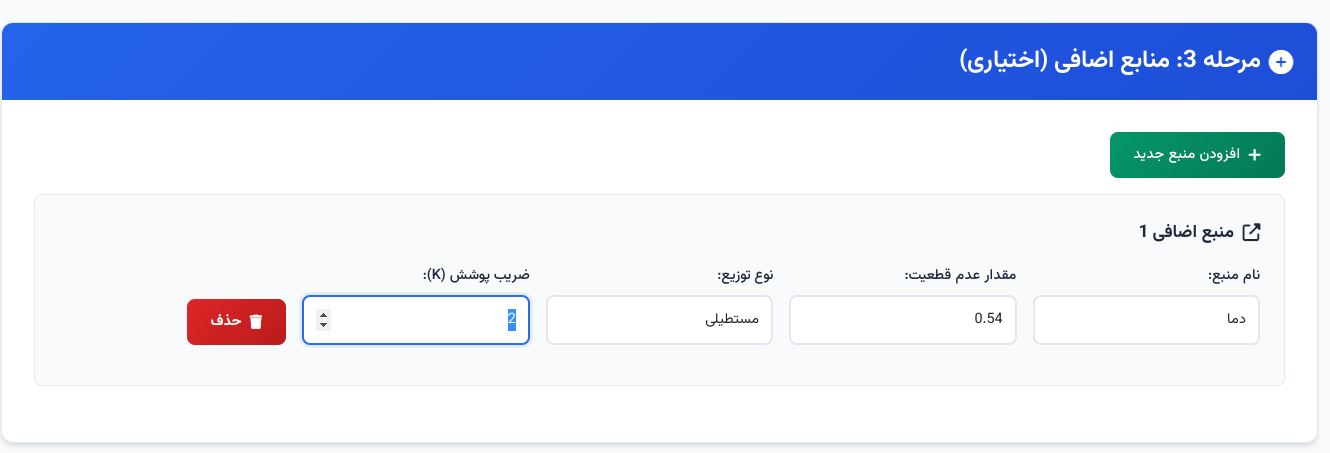 مرحله 3: منابع اضافی (اختیاری)
افزودن منبع جدید
منبع اضافی 1
نام منبع: مقدار عدم قطعیت: نوع توزیع: ضریب پوشش (K):
دما 0.54 مستطیلی 2 حذف